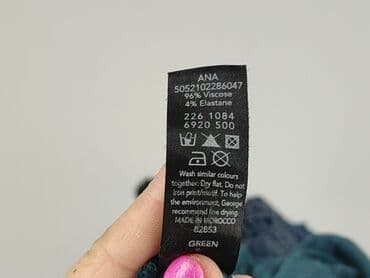 ANA
5052102286047
96% Viscose
4% Elastane
226 1084
6920 500
Wash similar colours
together. Dry flat. Do not
iron print/motif. To help
the environment, George
recommend line drying.
MADE IN MOROCCO
82853
GREEN